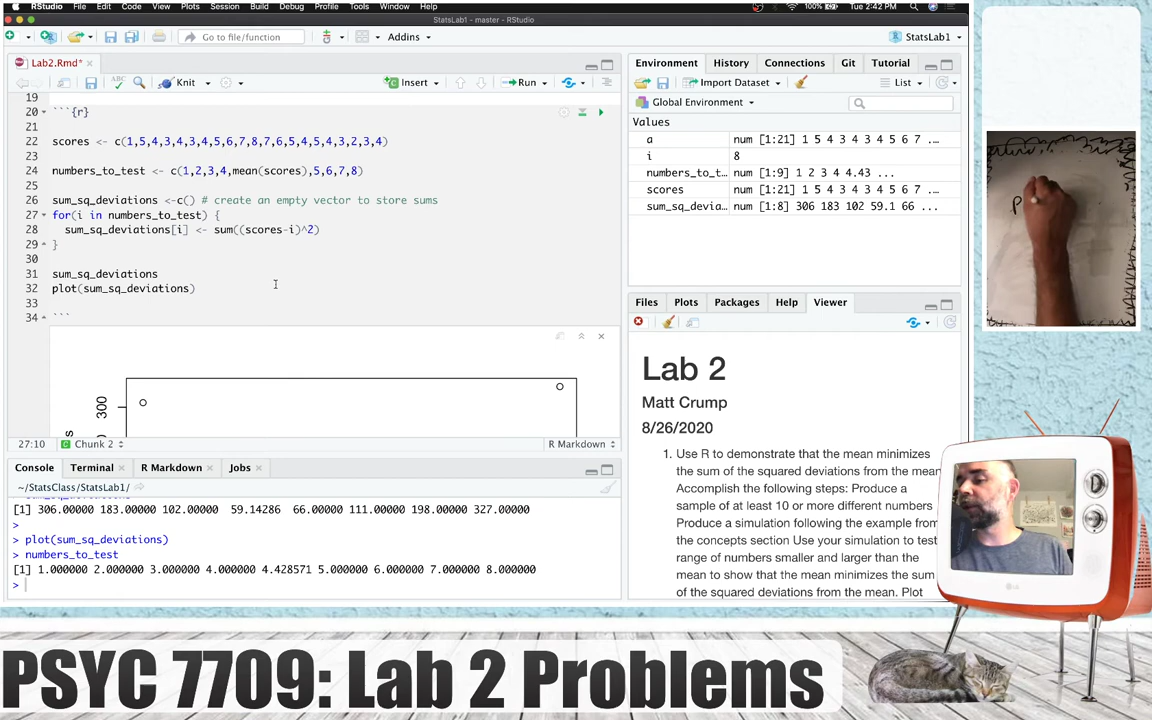 RStudio File Edit Code View Plots Session Build Debug Profile Tools Window Help 100% Tue 2:42 PM
StatsLab1 - master - RStudio
Go to file/function Addins StatsLab1
Lab2.Rmd*
Knit Insert Run
19
20 ```{r}
21
22 scores <- c(1,5,4,3,4,3,4,5,6,7,8,7,6,5,4,5,4,3,2,3,4)
23
24 numbers_to_test <- c(1,2,3,4,mean(scores),5,6,7,8)
25
26 sum_sq_deviations <-c() # create an empty vector to store sums
27 for(i in numbers_to_test) {
28 sum_sq_deviations[i] <- sum((scores-i)^2)
29 }
30
31 sum_sq_deviations
32 plot(sum_sq_deviations)
33
34 ```
300
s
27:10 Chunk 2 R Markdown
Console Terminal R Markdown Jobs
~/StatsClass/StatsLab1/
[1] 306.00000 183.00000 102.00000 59.14286 66.00000 111.00000 198.00000 327.00000
>
> plot(sum_sq_deviations)
> numbers_to_test
[1] 1.000000 2.000000 3.000000 4.000000 4.428571 5.000000 6.000000 7.000000 8.000000
>
Environment History Connections Git Tutorial
Import Dataset List
Global Environment
Values
a num [1:21] 1 5 4 3 4 3 4 5 6 7 ...
i 8
numbers_to_t... num [1:9] 1 2 3 4 4.43 ...
scores num [1:21] 1 5 4 3 4 3 4 5 6 7 ...
sum_sq_devia... num [1:8] 306 183 102 59.1 66 ...
Files Plots Packages Help Viewer
Lab 2
Matt Crump
8/26/2020
1. Use R to demonstrate that the mean minimizes
the sum of the squared deviations from the mean
Accomplish the following steps: Produce a
sample of at least 10 or more different numbers
Produce a simulation following the example from
the concepts section Use your simulation to test
range of numbers smaller and larger than the
mean to show that the mean minimizes the sum
of the squared deviations from the mean. Plot
P
LG
PSYC 7709: Lab 2 Problems